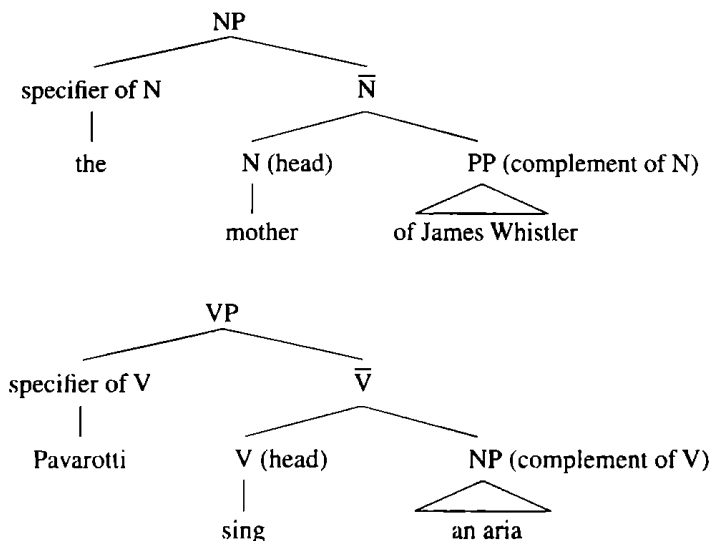 NP
specifier of N N̅
the N (head) PP (complement of N)
mother of James Whistler
VP
specifier of V V̅
Pavarotti V (head) NP (complement of V)
sing an aria